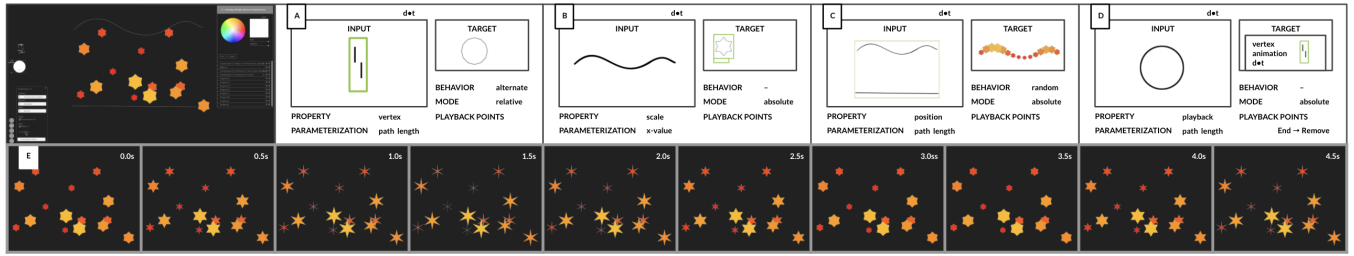 A
d•t
INPUT
TARGET
BEHAVIOR alternate
MODE relative
PLAYBACK POINTS
PROPERTY vertex
PARAMETERIZATION path length
B
d•t
INPUT
TARGET
BEHAVIOR –
MODE absolute
PLAYBACK POINTS
PROPERTY scale
PARAMETERIZATION x-value
C
d•t
INPUT
TARGET
BEHAVIOR random
MODE absolute
PLAYBACK POINTS
PROPERTY position
PARAMETERIZATION path length
D
d•t
INPUT
TARGET
vertex
animation
d•t
BEHAVIOR –
MODE absolute
PLAYBACK POINTS
End → Remove
PROPERTY playback
PARAMETERIZATION path length
E
0.0s
0.5s
1.0s
1.5s
2.0s
2.5s
3.0ss
3.5s
4.0s
4.5s